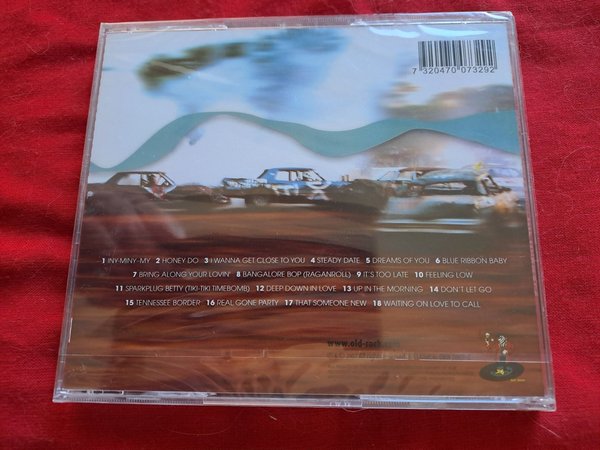 7 320470 073292
1 INY-MINY-MY 2 HONEY DO 3 I WANNA GET CLOSE TO YOU 4 STEADY DATE 5 DREAMS OF YOU 6 BLUE RIBBON BABY
7 BRING ALONG YOUR LOVIN' 8 BANGALORE BOP (RAGANROLL) 9 IT'S TOO LATE 10 FEELING LOW
11 SPARKPLUG BETTY (TIKI-TIKI TIMEBOMB) 12 DEEP DOWN IN LOVE 13 UP IN THE MORNING 14 DON'T LET GO
15 TENNESSEE BORDER 16 REAL GONE PARTY 17 THAT SOMEONE NEW 18 WAITING ON LOVE TO CALL
www.old-rock.com